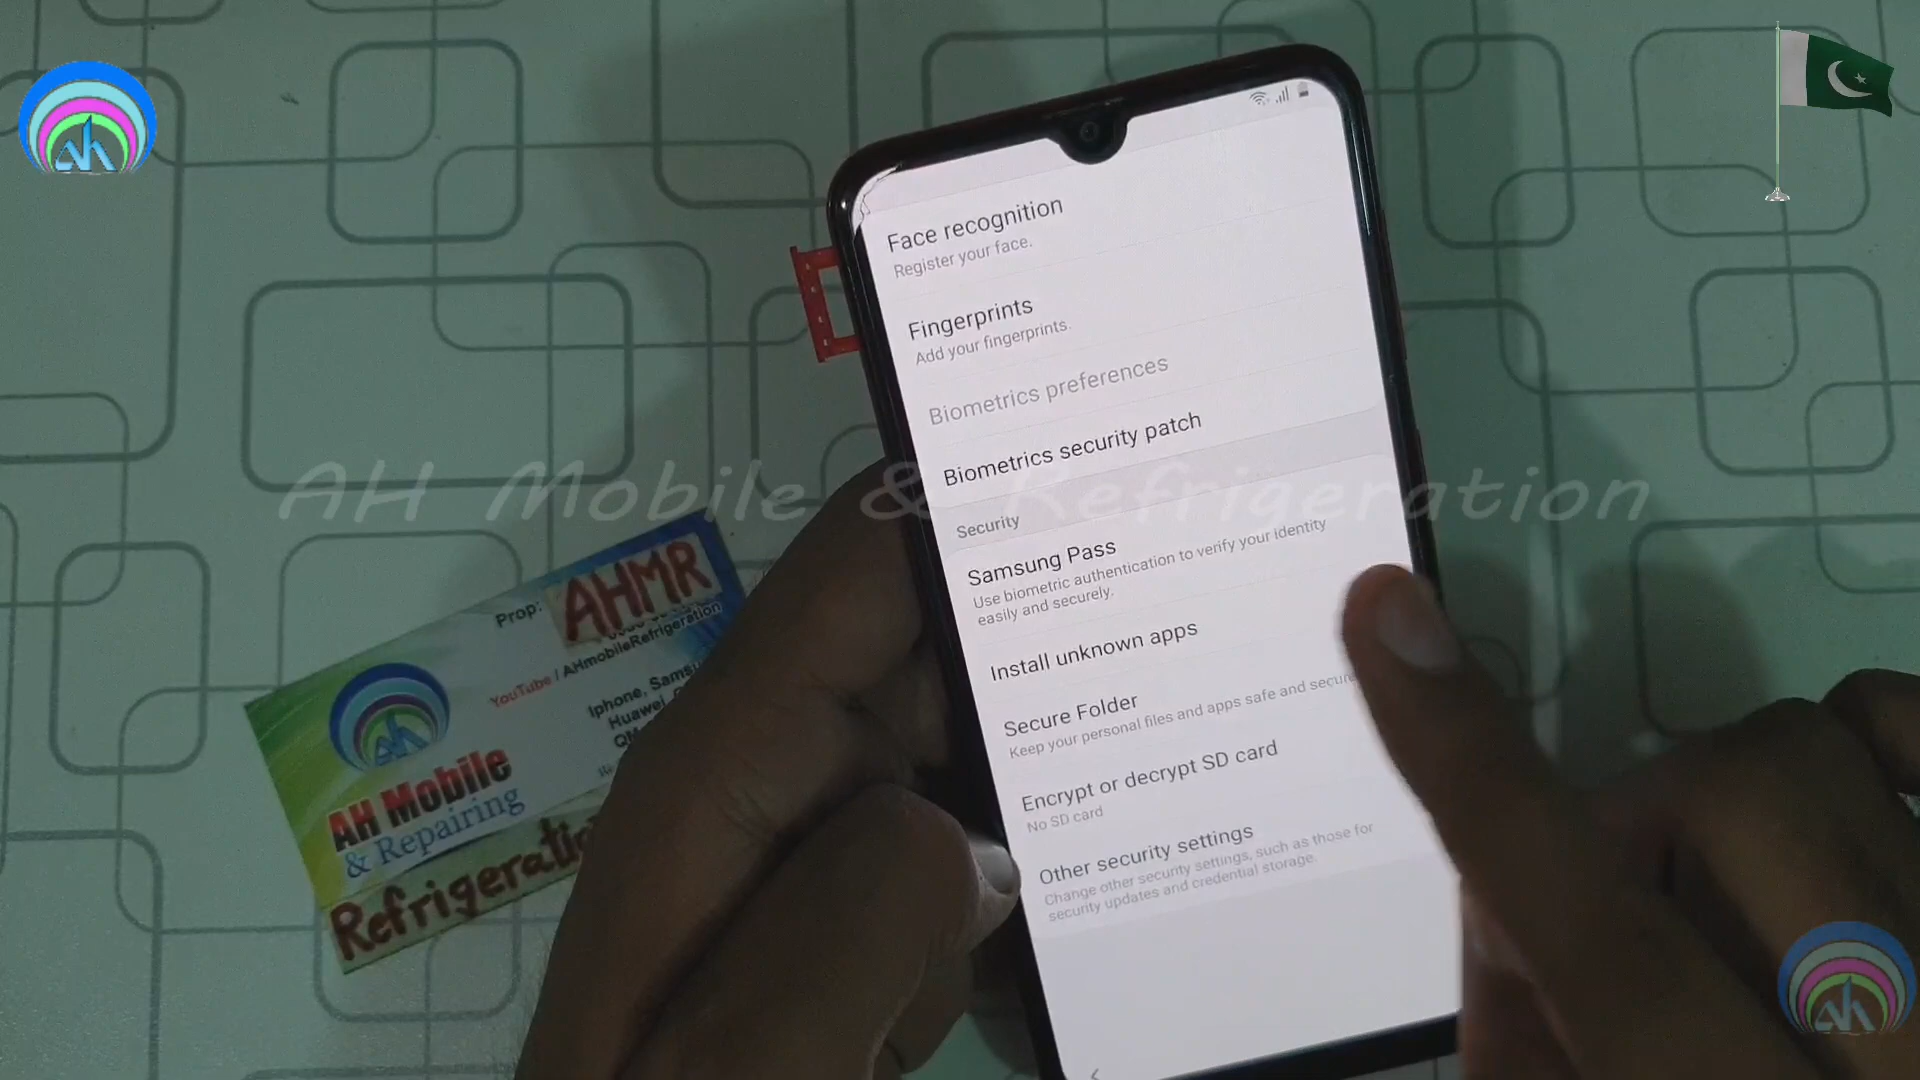 Face recognition
Register your face.
Fingerprints
Add your fingerprints.
Biometrics preferences
Biometrics security patch
Security
Samsung Pass
Use biometric authentication to verify your identity
easily and securely.
Install unknown apps
Secure Folder
Keep your personal files and apps safe and secure
Encrypt or decrypt SD card
No SD card
Other security settings
Change other security settings, such as those for
security updates and credential storage.
AH Mobile & Refrigeration
Prop: AHMR
YouTube / AHmobileRefrigeration
Iphone, Sams
Huawei,
QM
AH Mobile
& Repairing
Refrigeratio